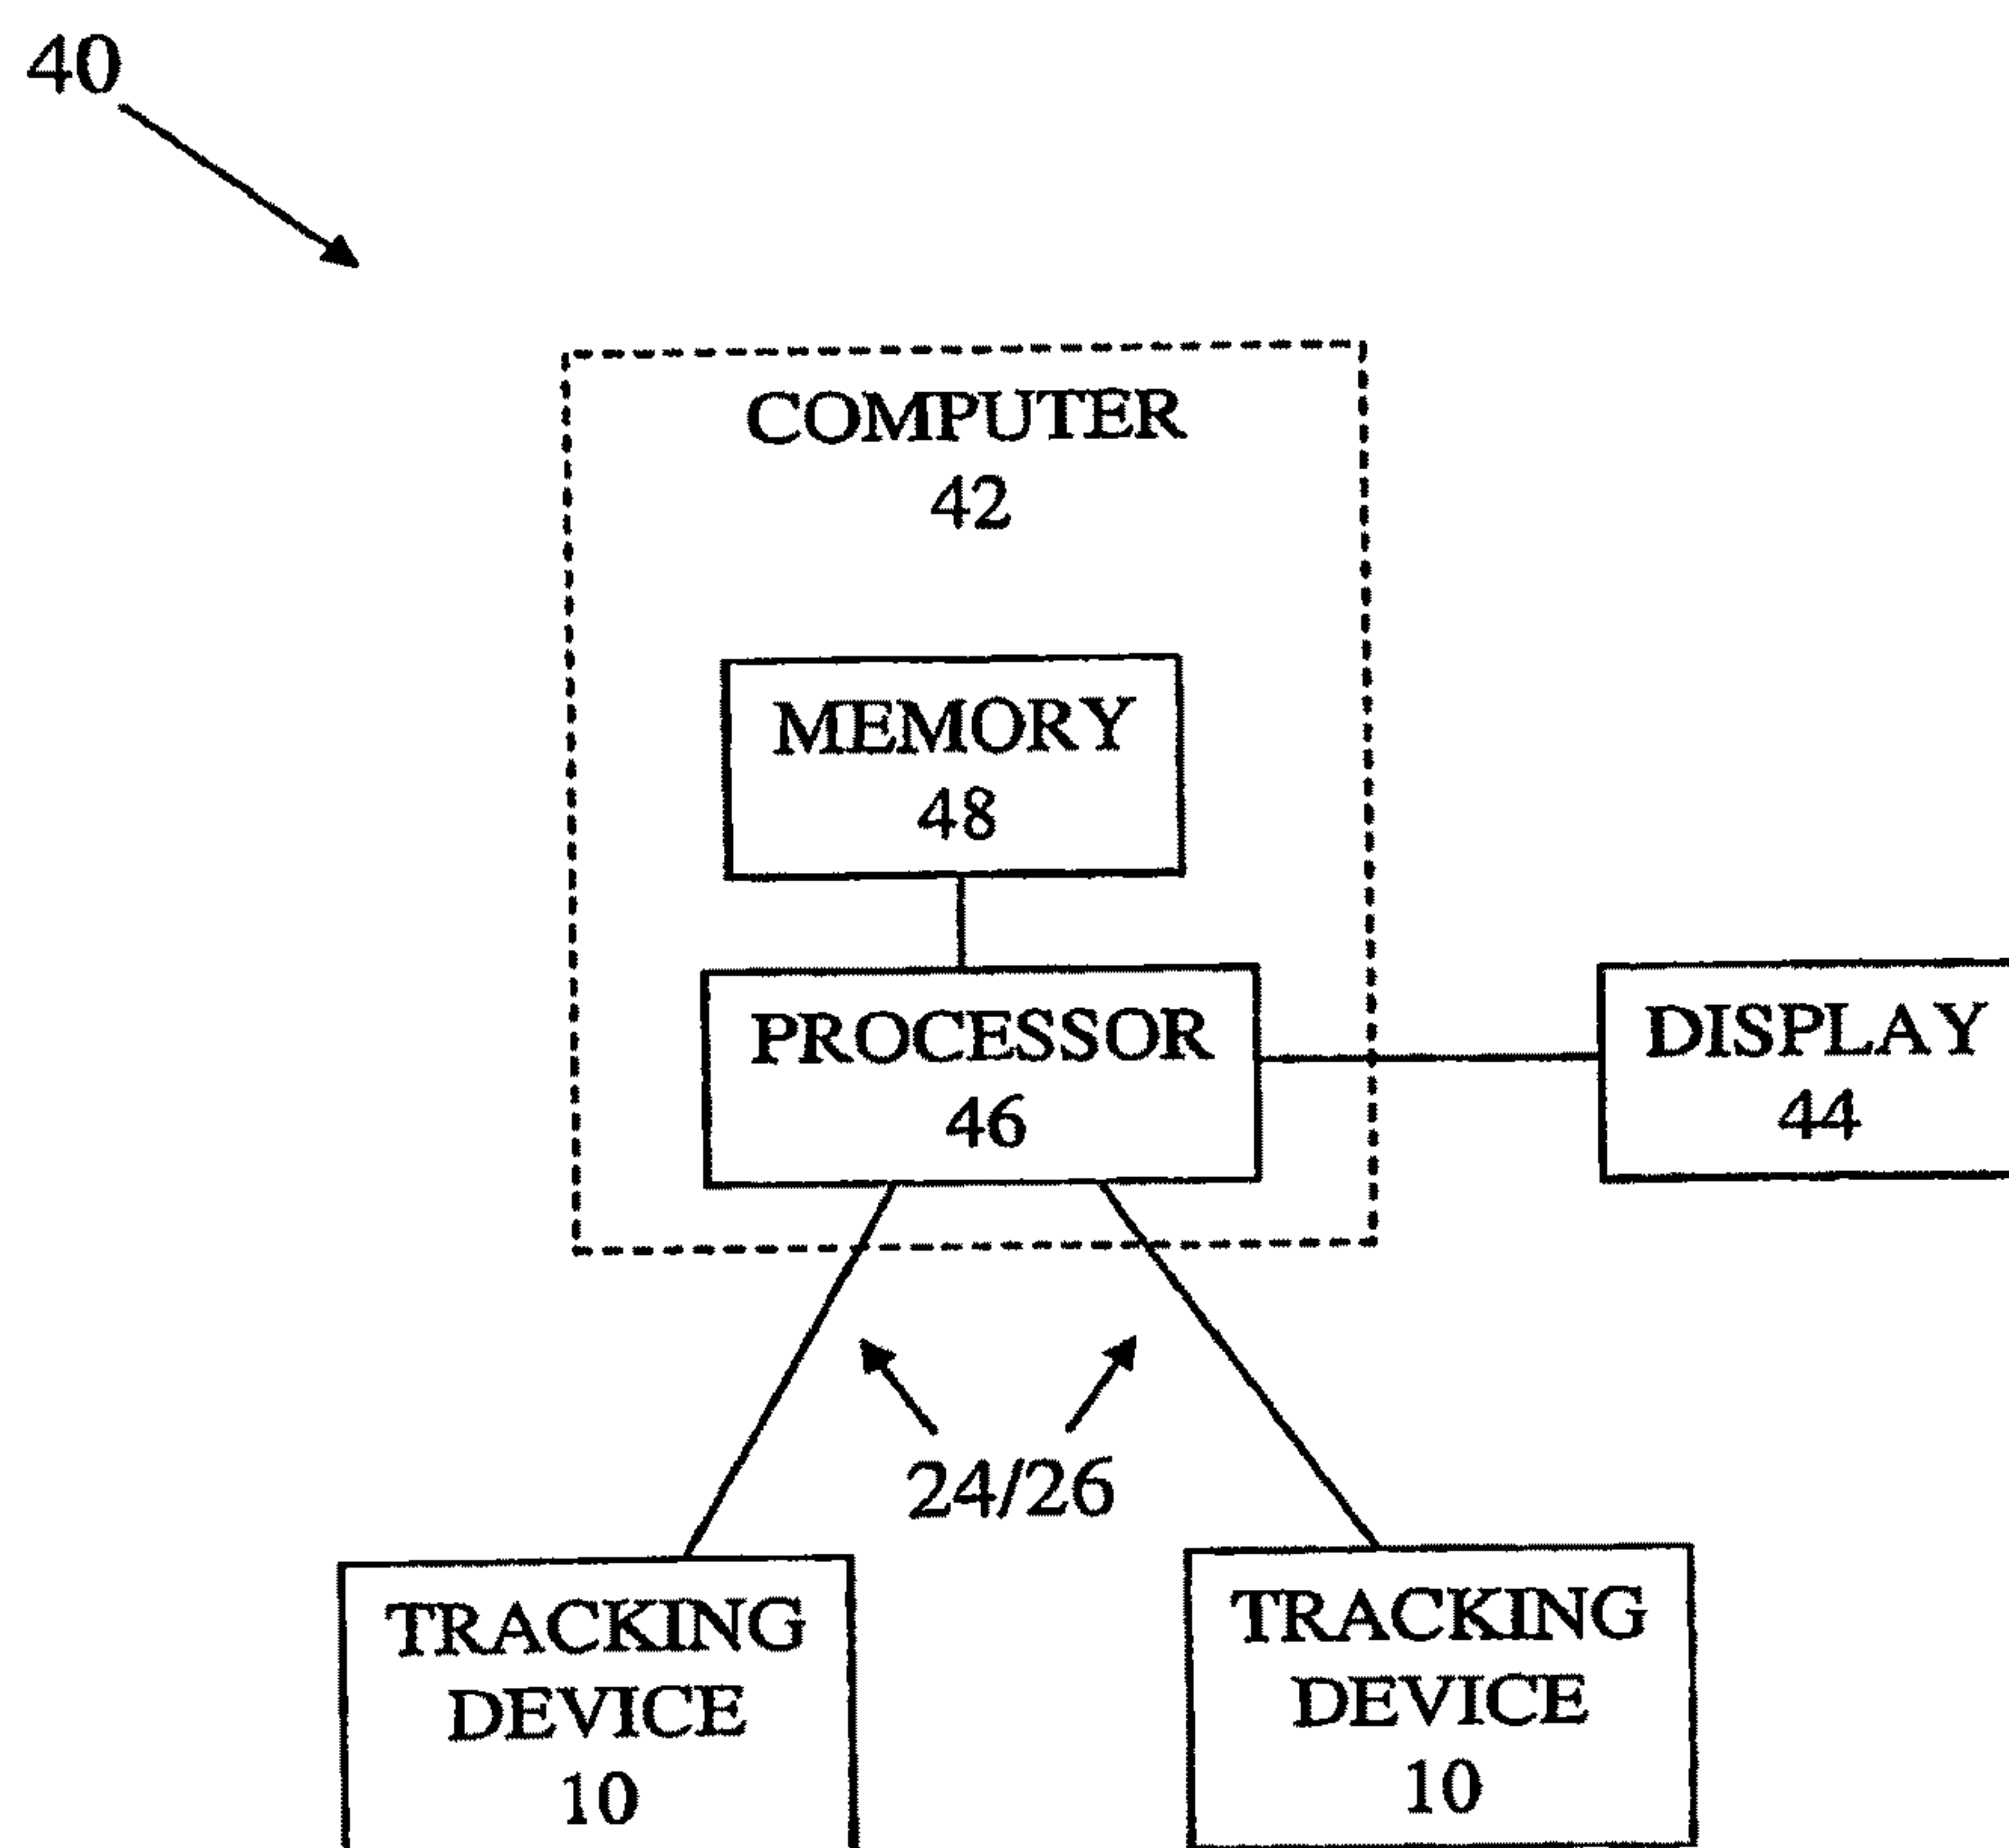 40
COMPUTER
42
MEMORY
48
PROCESSOR
46
DISPLAY
44
24/26
TRACKING
DEVICE
10
TRACKING
DEVICE
10